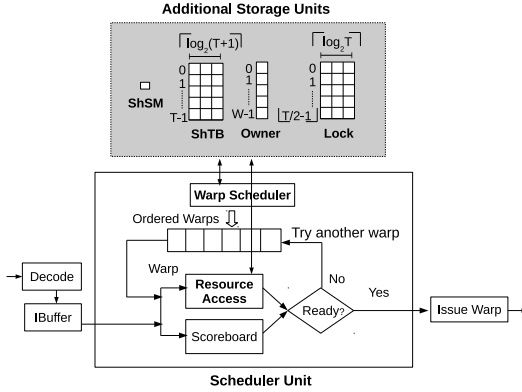 Additional Storage Units
⌈log₂(T+1)⌉
⌈log₂T⌉
0
1
T-1
ShSM
ShTB
0
1
W-1
Owner
0
1
⌊T/2-1⌋
Lock
Warp Scheduler
Ordered Warps
Try another warp
Warp
Resource
Access
No
Decode
IBuffer
Scoreboard
Ready?
Yes
Issue Warp
Scheduler Unit